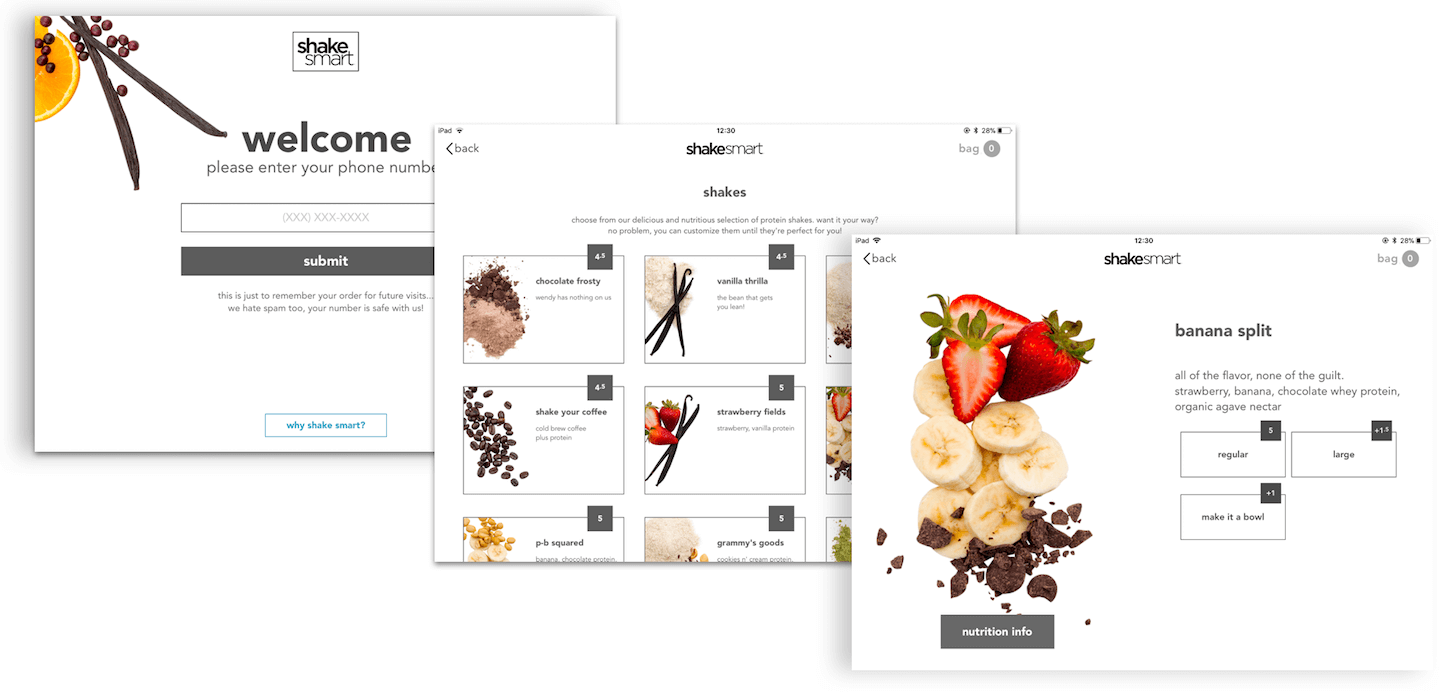 shake
smart
welcome
please enter your phone numbe
(XXX) XXX-XXXX
submit
this is just to remember your order for future visits...
we hate spam too, your number is safe with us!
why shake smart?
iPad 12:30 28%
back shakesmart bag 0
shakes
choose from our delicious and nutritious selection of protein shakes. want it your way?
no problem, you can customize them until they're perfect for you!
4.5
chocolate frosty
wendy has nothing on us
4.5
vanilla thrilla
the bean that gets
you lean!
4.5
shake your coffee
cold brew coffee
plus protein
5
strawberry fields
strawberry, vanilla protein
5
p-b squared
banana, chocolate protein,
5
grammy's goods
cookies n' cream protein,
iPad 12:30 28%
back shakesmart bag 0
banana split
all of the flavor, none of the guilt.
strawberry, banana, chocolate whey protein,
organic agave nectar
5
regular
+1.5
large
+1
make it a bowl
nutrition info